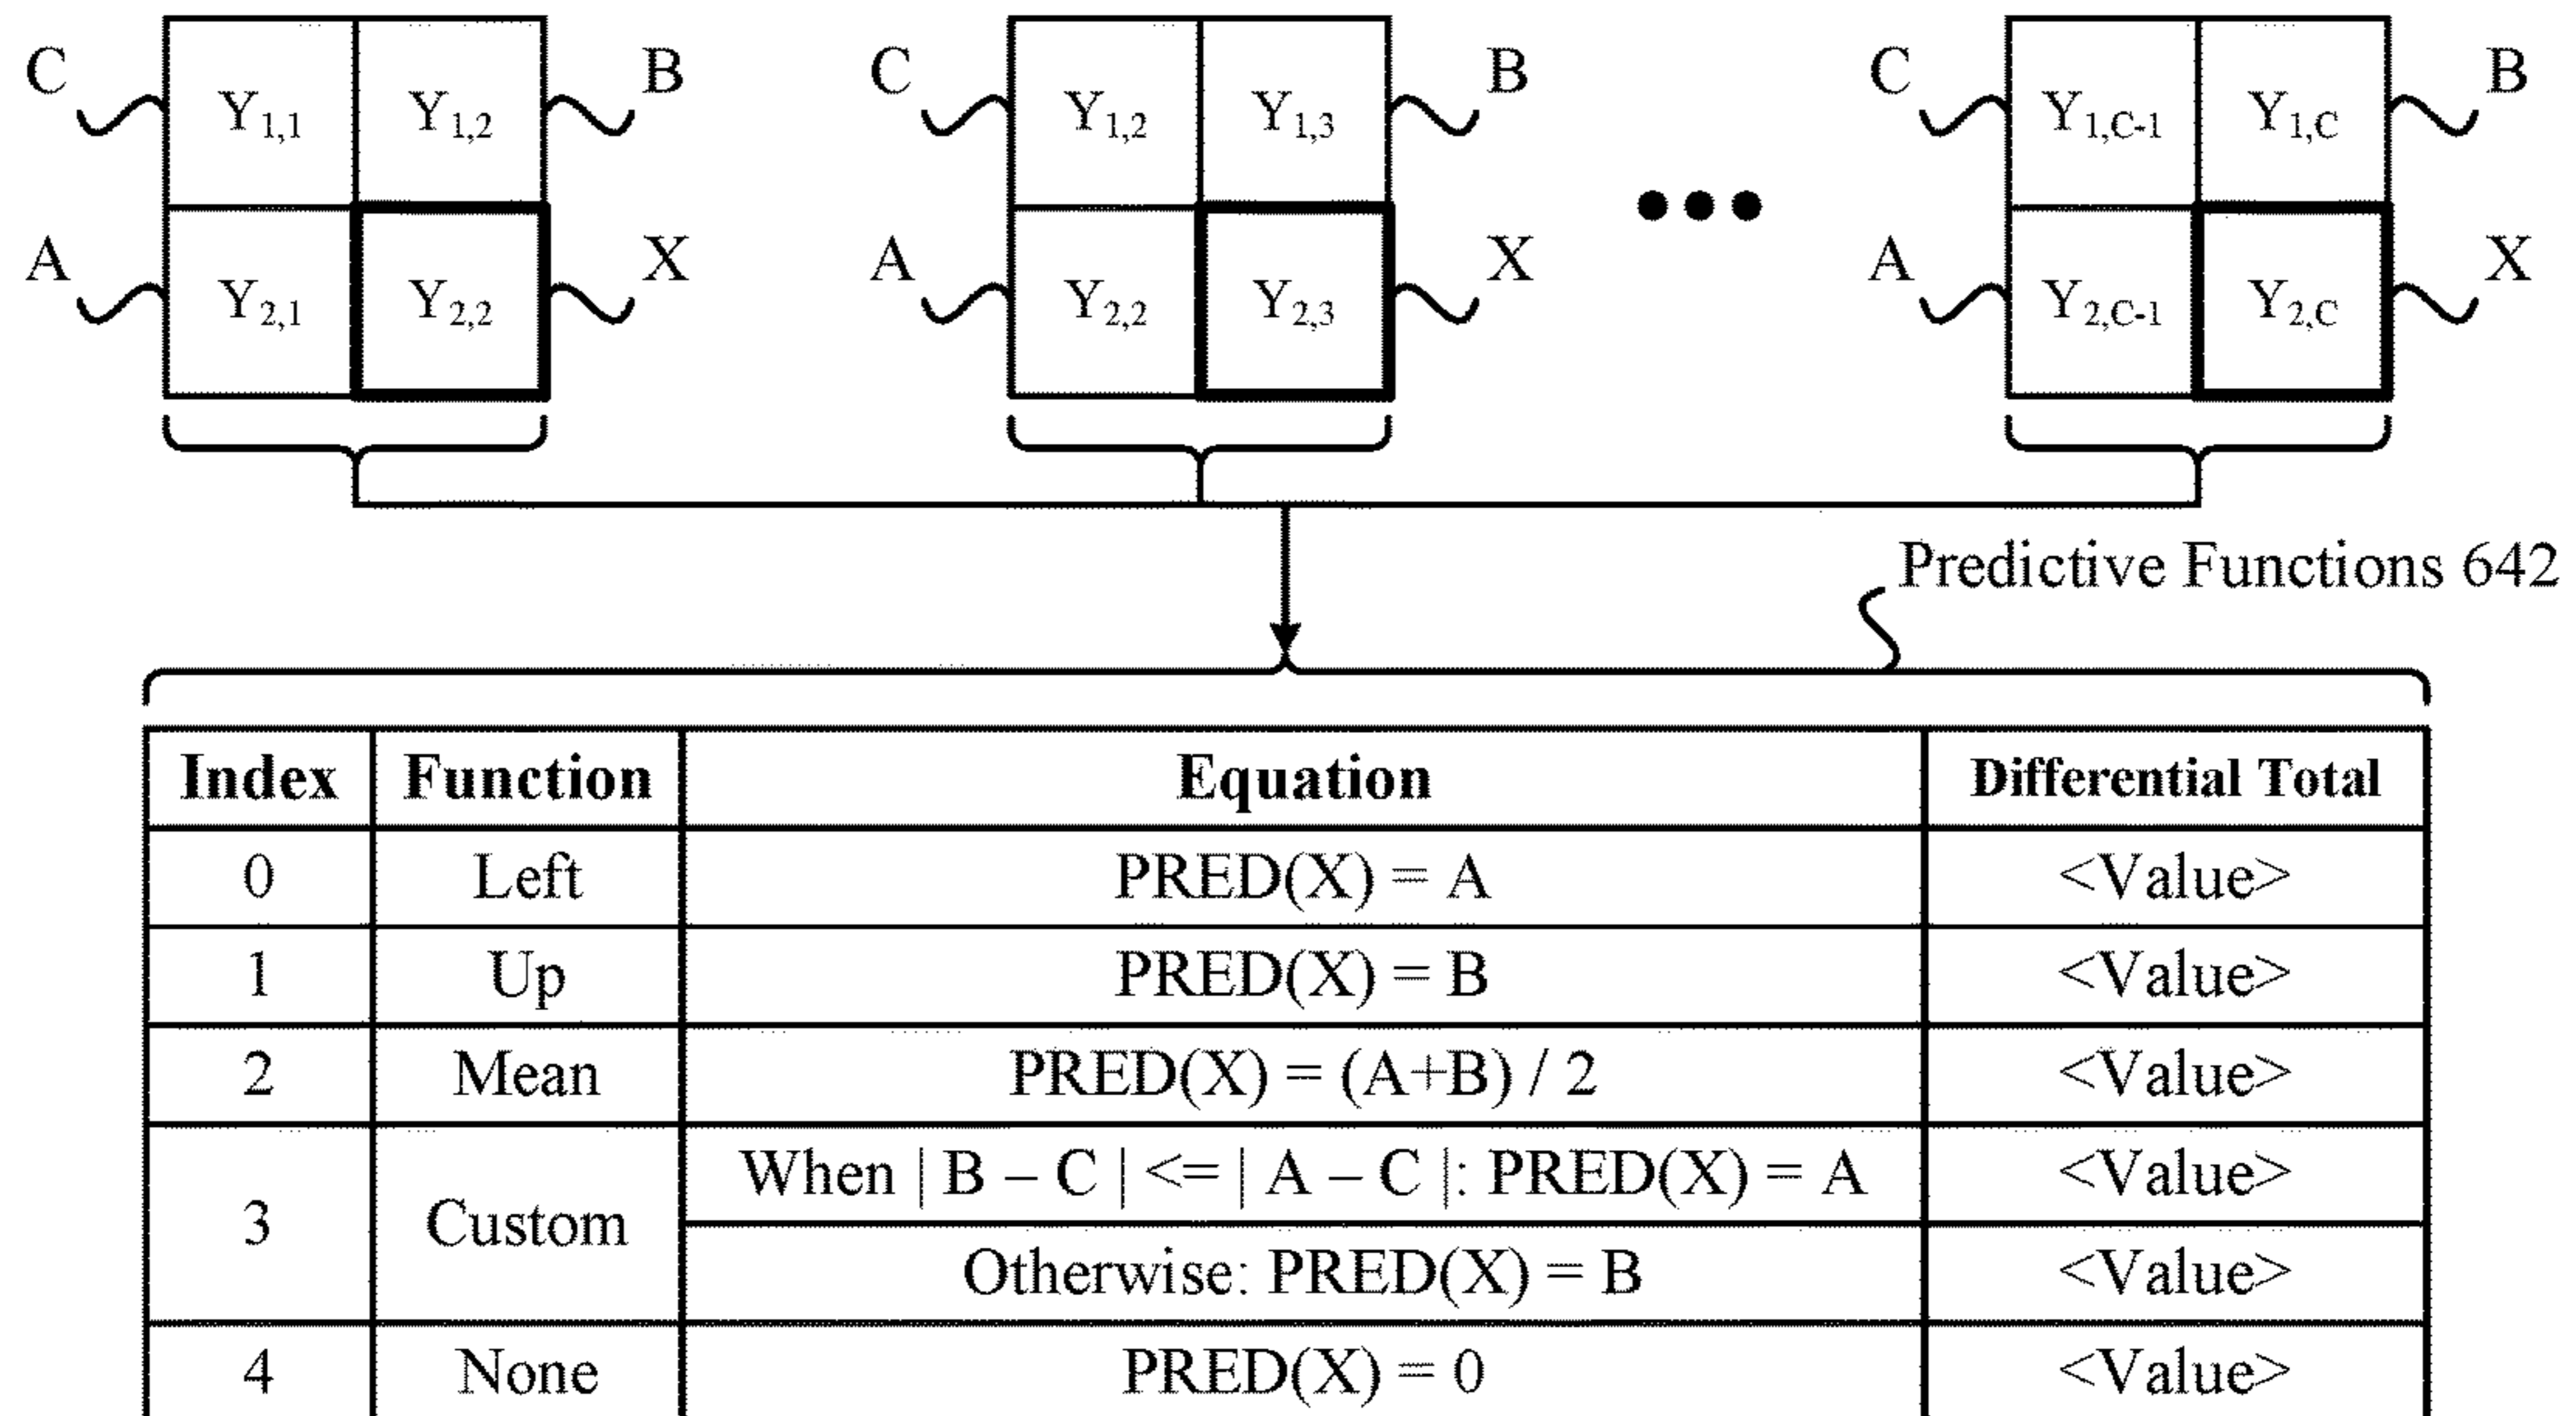 C Y1,1 Y1,2 B C Y1,2 Y1,3 B C Y1,C-1 Y1,C B
A Y2,1 Y2,2 X A Y2,2 Y2,3 X ••• A Y2,C-1 Y2,C X
Predictive Functions 642
Index Function Equation Differential Total
0 Left PRED(X) = A <Value>
1 Up PRED(X) = B <Value>
2 Mean PRED(X) = (A+B) / 2 <Value>
3 Custom When | B – C | <= | A – C |: PRED(X) = A <Value>
Otherwise: PRED(X) = B <Value>
4 None PRED(X) = 0 <Value>